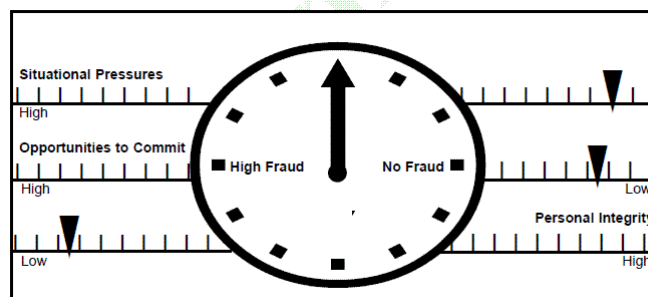 Situational Pressures
High
Opportunities to Commit
High Fraud
No Fraud
High
Low
Personal Integrity
Low
High